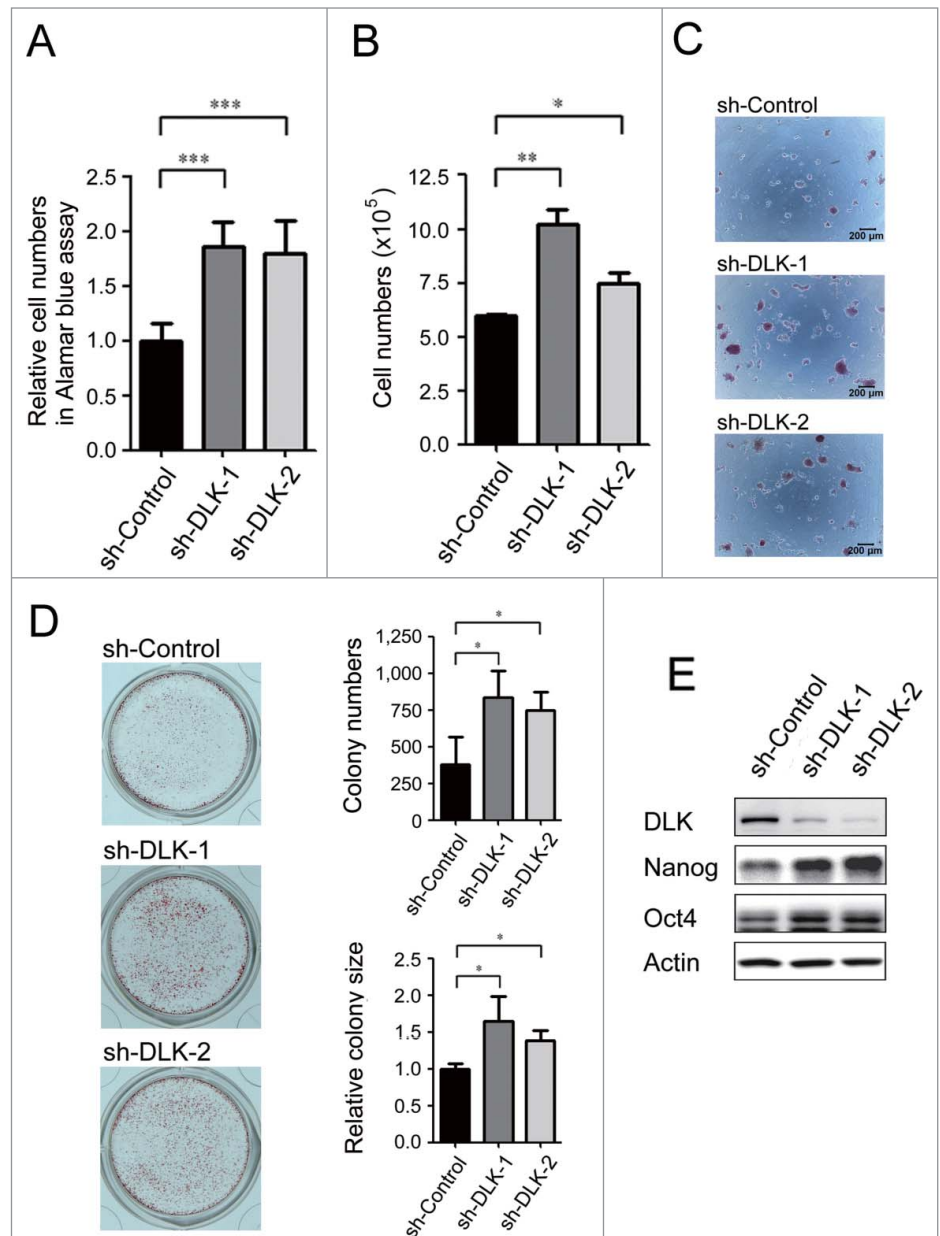 A
***
***
2.5
2.0
1.5
1.0
0.5
0.0
Relative cell numbers
in Alamar blue assay
sh-Control
sh-DLK-1
sh-DLK-2
B
*
**
12.5
10.0
7.5
5.0
2.5
0.0
Cell numbers (x10⁵)
sh-Control
sh-DLK-1
sh-DLK-2
C
sh-Control
200 µm
sh-DLK-1
200 µm
sh-DLK-2
200 µm
D
sh-Control
sh-DLK-1
sh-DLK-2
*
*
1,250
1,000
750
500
250
0
Colony numbers
sh-Control
sh-DLK-1
sh-DLK-2
*
*
2.5
2.0
1.5
1.0
0.5
0.0
Relative colony size
sh-Control
sh-DLK-1
sh-DLK-2
E
sh-Control
sh-DLK-1
sh-DLK-2
DLK
Nanog
Oct4
Actin